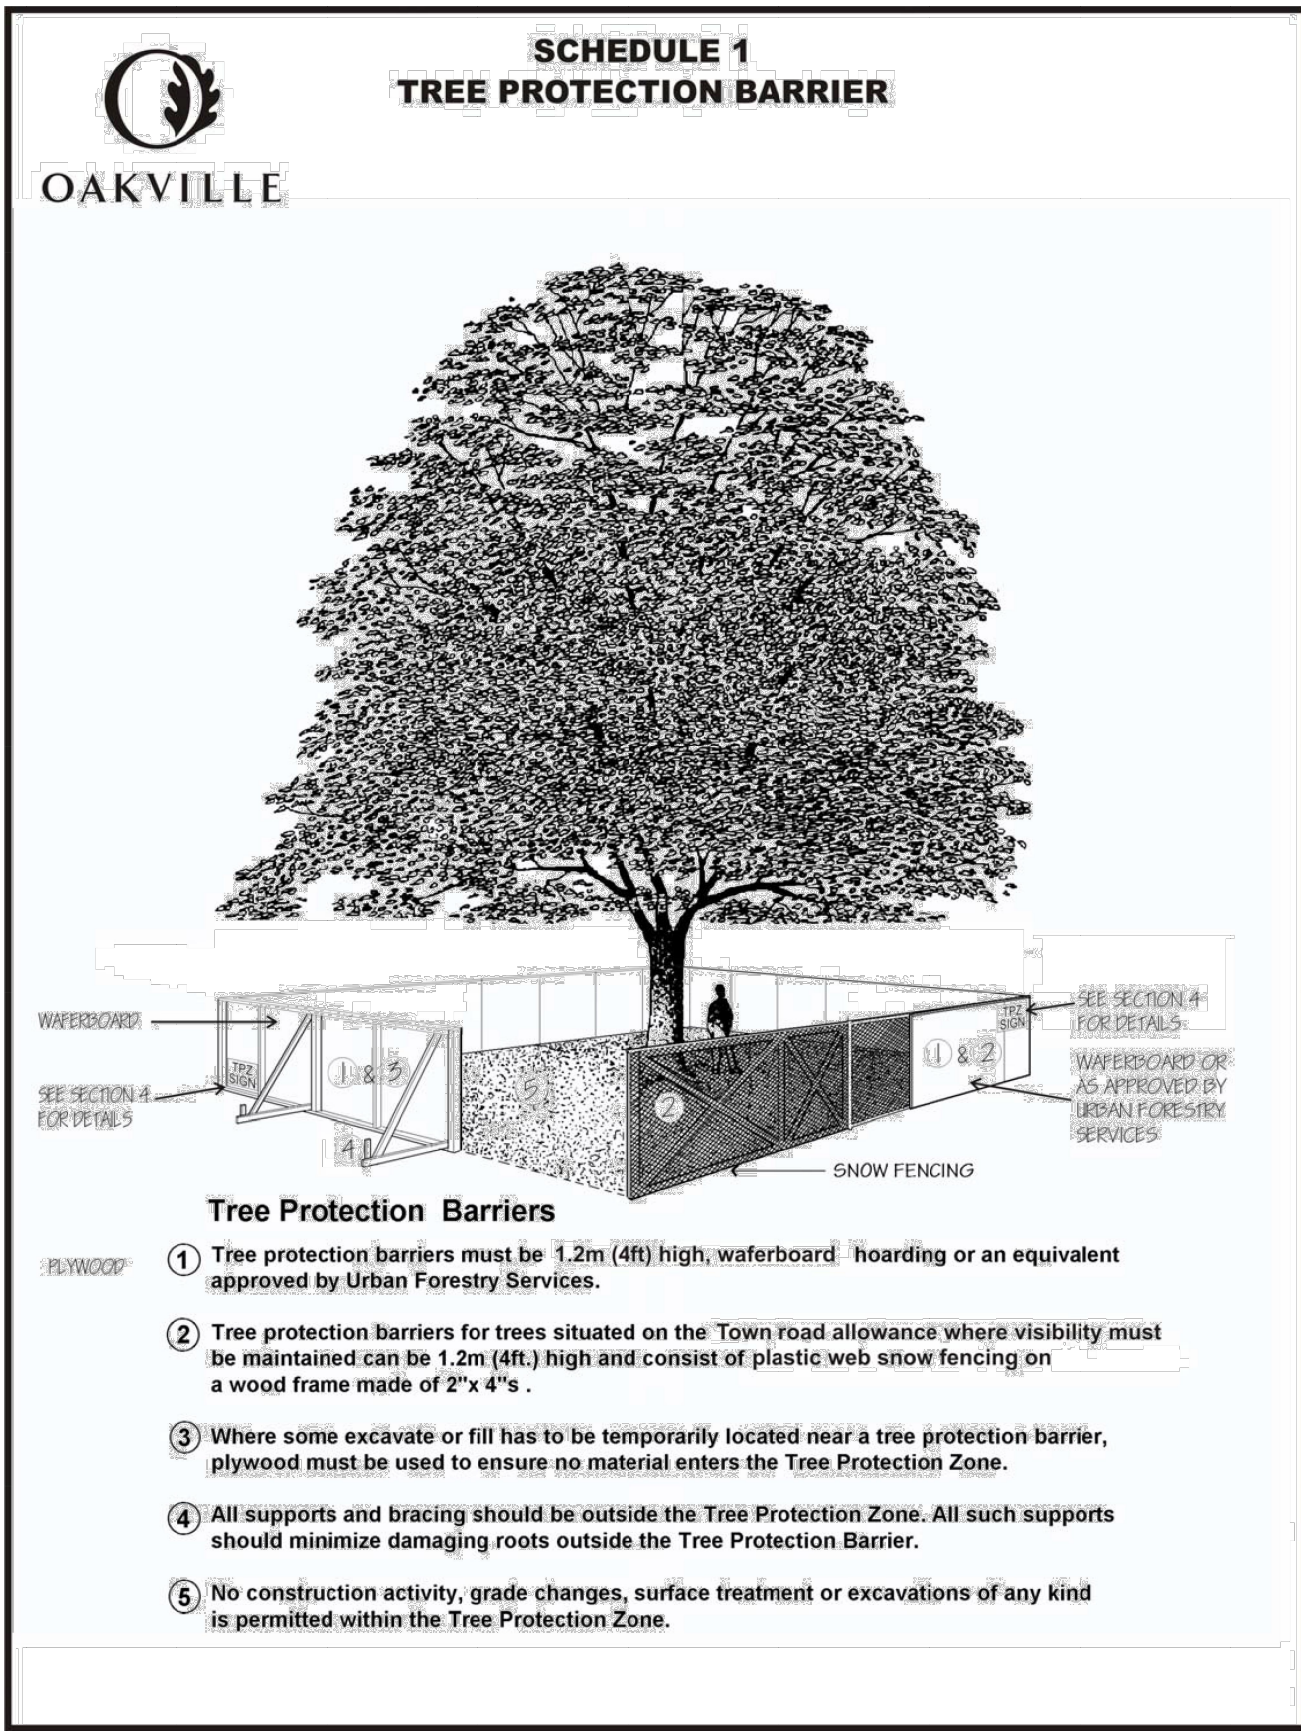 SCHEDULE 1
TREE PROTECTION BARRIER
OAKVILLE
WAFERBOARD
SEE SECTION 4
FOR DETAILS
TPZ
SIGN
1 & 3
4
5
2
1 & 2
TPZ
SIGN
SEE SECTION 4
FOR DETAILS
WAFERBOARD OR
AS APPROVED BY
URBAN FORESTRY
SERVICES
SNOW FENCING
Tree Protection Barriers
PLYWOOD
1 Tree protection barriers must be 1.2m (4ft) high, waferboard hoarding or an equivalent
approved by Urban Forestry Services.
2 Tree protection barriers for trees situated on the Town road allowance where visibility must
be maintained can be 1.2m (4ft.) high and consist of plastic web snow fencing on
a wood frame made of 2"x 4"s .
3 Where some excavate or fill has to be temporarily located near a tree protection barrier,
plywood must be used to ensure no material enters the Tree Protection Zone.
4 All supports and bracing should be outside the Tree Protection Zone. All such supports
should minimize damaging roots outside the Tree Protection Barrier.
5 No construction activity, grade changes, surface treatment or excavations of any kind
is permitted within the Tree Protection Zone.